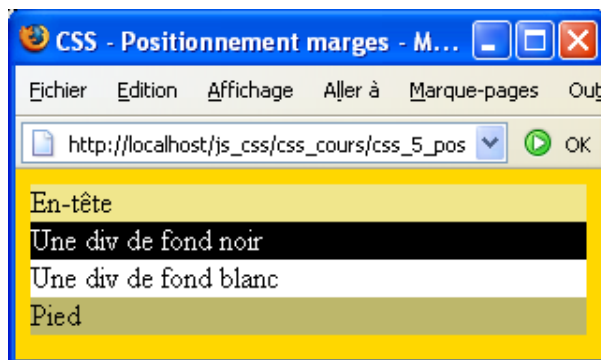 CSS - Positionnement marges - M...
Fichier Edition Affichage Aller à Marque-pages Out
http://localhost/js_css/css_cours/css_5_pos OK
En-tête
Une div de fond noir
Une div de fond blanc
Pied